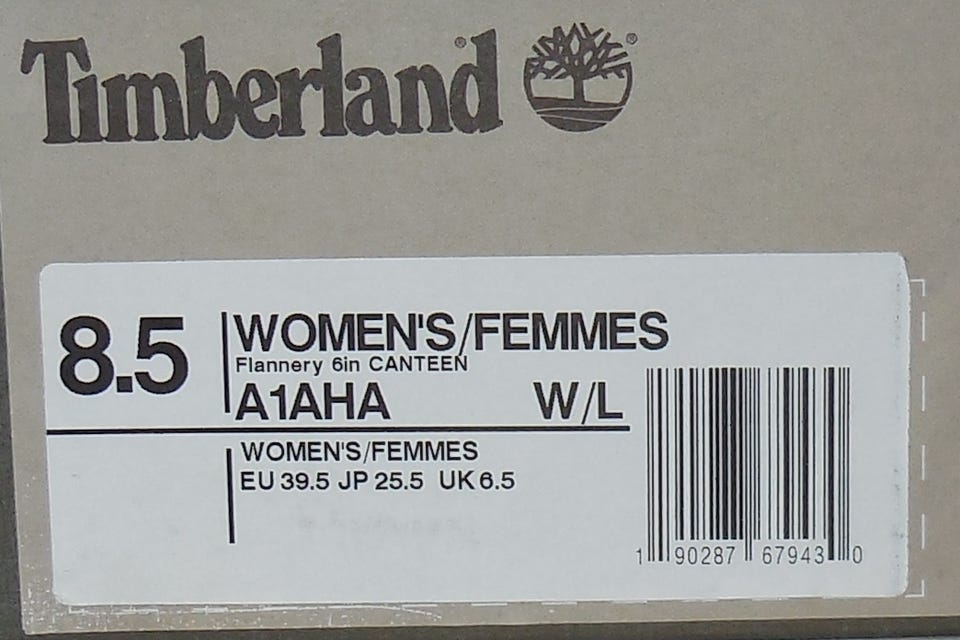 Timberland® ®
8.5 WOMEN'S/FEMMES
Flannery 6in CANTEEN
A1AHA W/L
WOMEN'S/FEMMES
EU 39.5 JP 25.5 UK 6.5
1 90287 67943 0